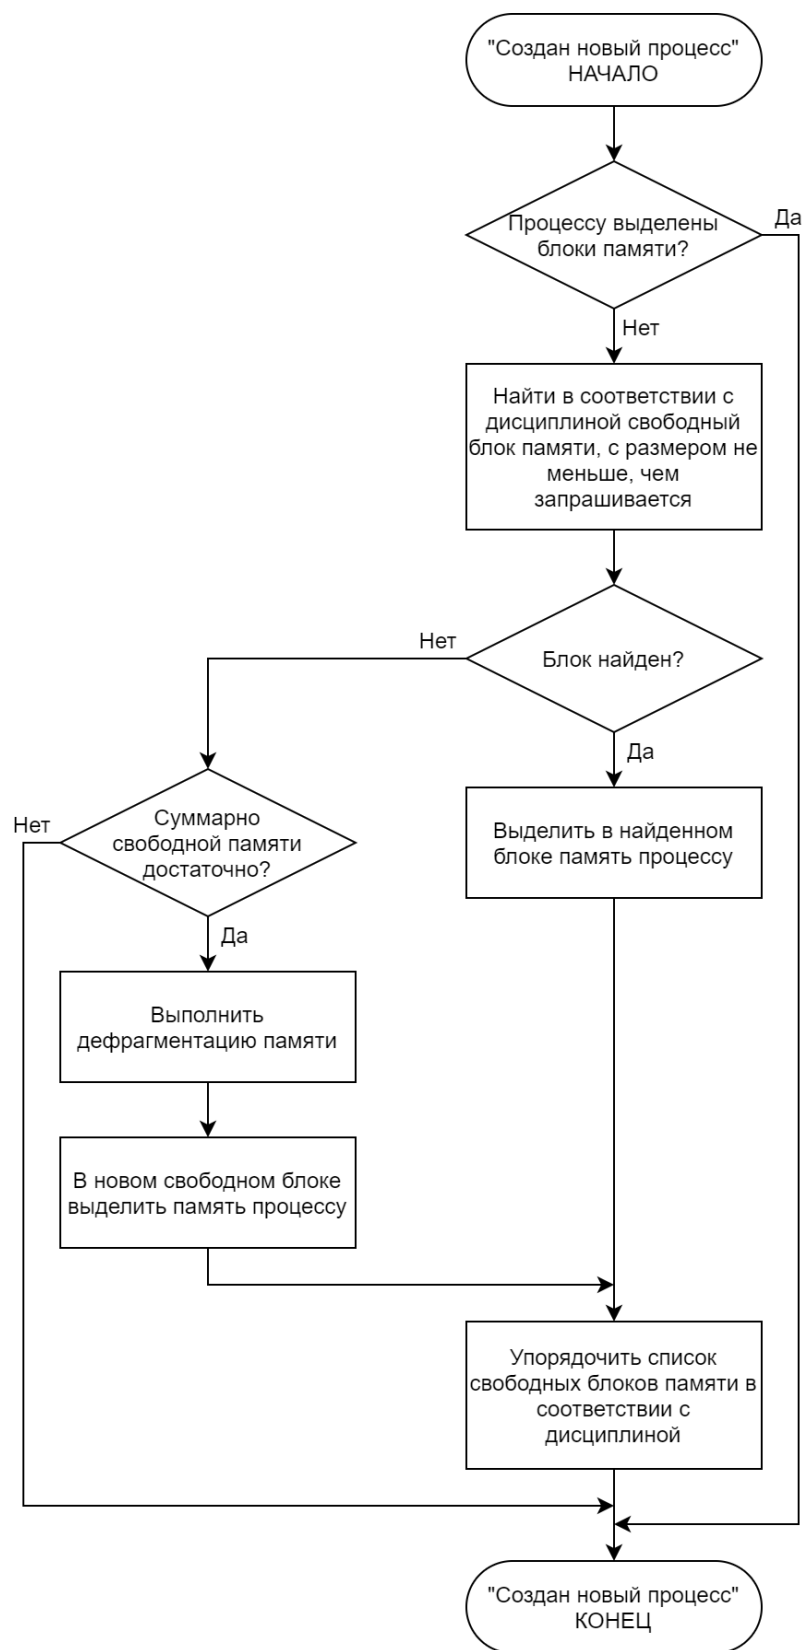 "Создан новый процесс"
НАЧАЛО
Процессу выделены
блоки памяти?
Да
Нет
Найти в соответствии с
дисциплиной свободный
блок памяти, с размером не
меньше, чем
запрашивается
Нет
Блок найден?
Да
Нет
Суммарно
свободной памяти
достаточно?
Выделить в найденном
блоке память процессу
Да
Выполнить
дефрагментацию памяти
В новом свободном блоке
выделить память процессу
Упорядочить список
свободных блоков памяти в
соответствии с
дисциплиной
"Создан новый процесс"
КОНЕЦ